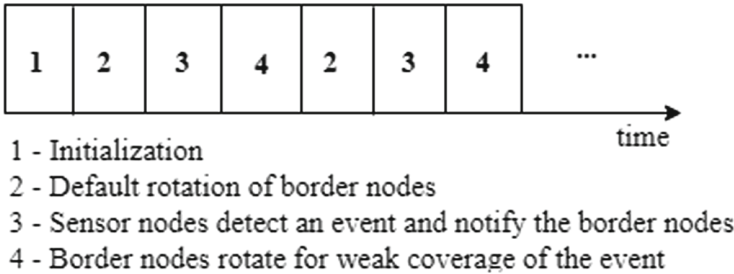 1 2 3 4 2 3 4 ...
time
1 - Initialization
2 - Default rotation of border nodes
3 - Sensor nodes detect an event and notify the border nodes
4 - Border nodes rotate for weak coverage of the event